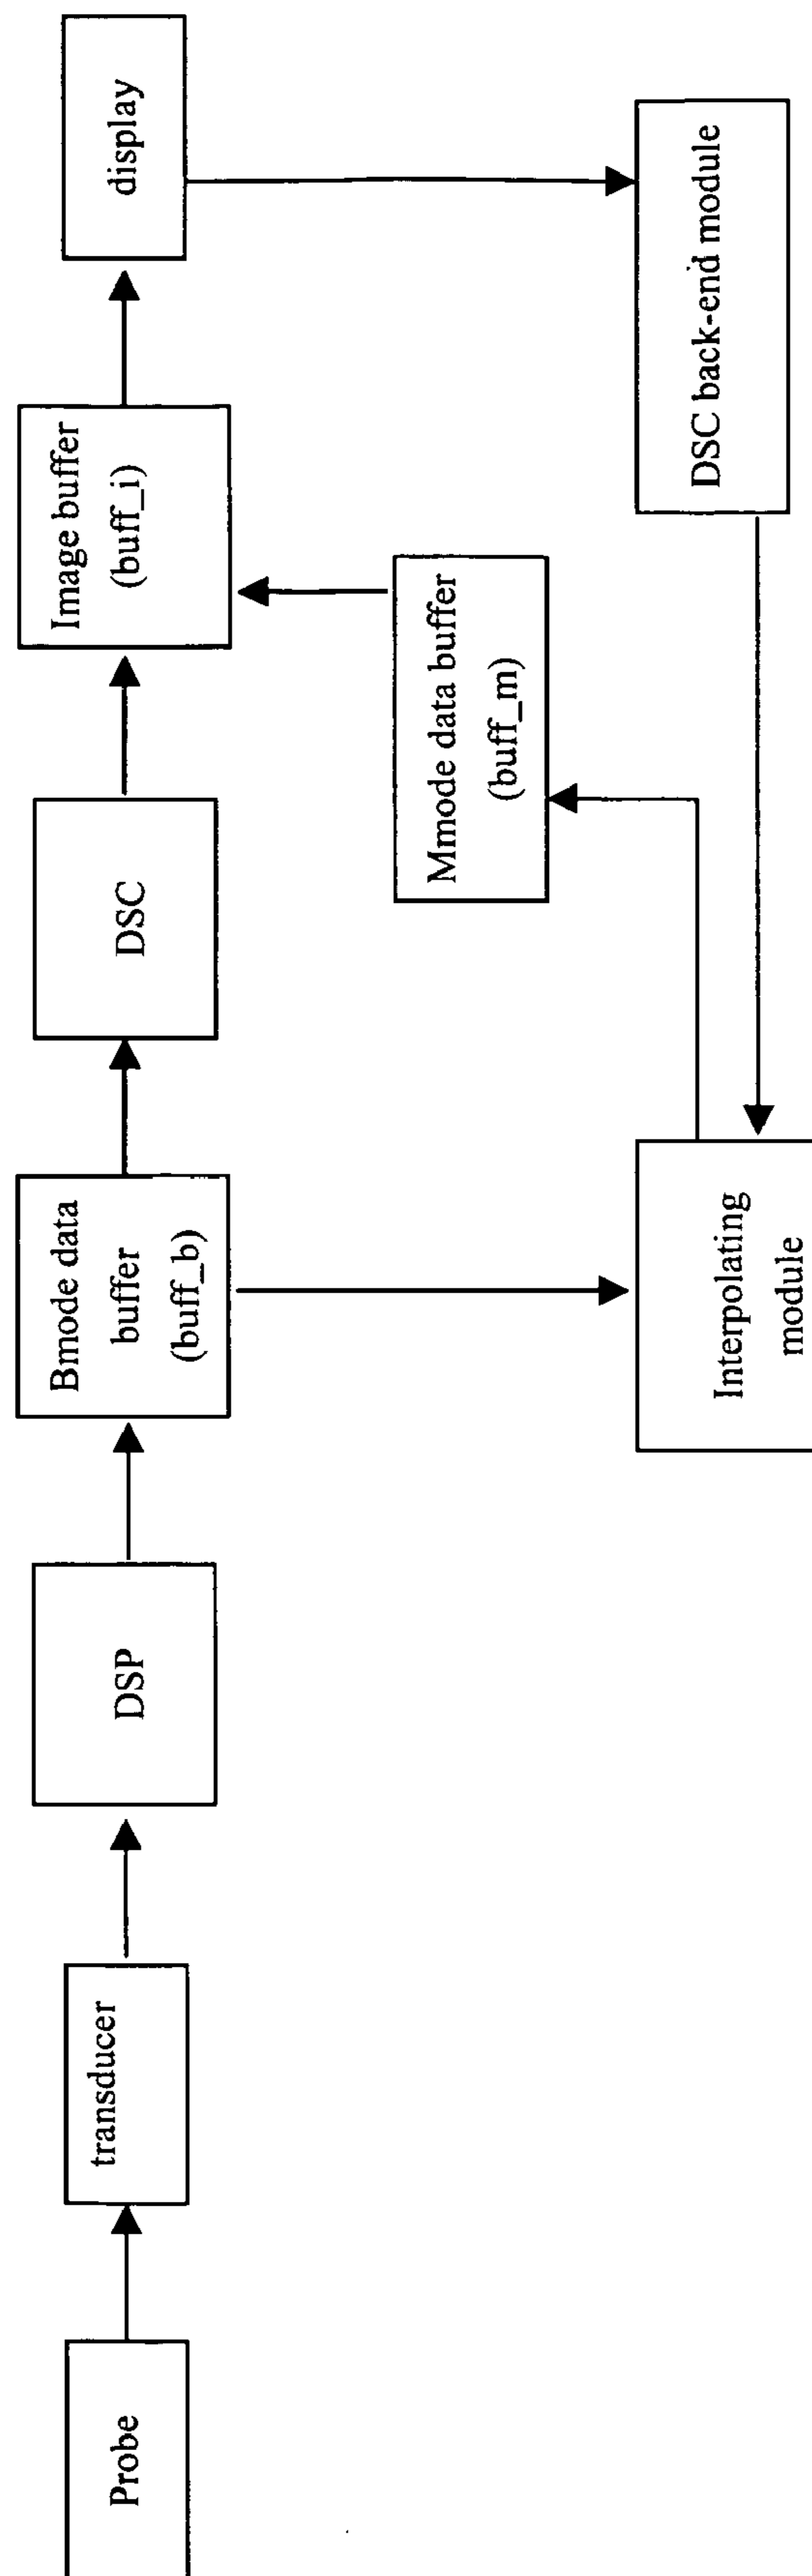 Probe
transducer
DSP
Bmode data
buffer
(buff_b)
DSC
Image buffer
(buff_i)
display
Mmode data buffer
(buff_m)
Interpolating
module
DSC back-end module